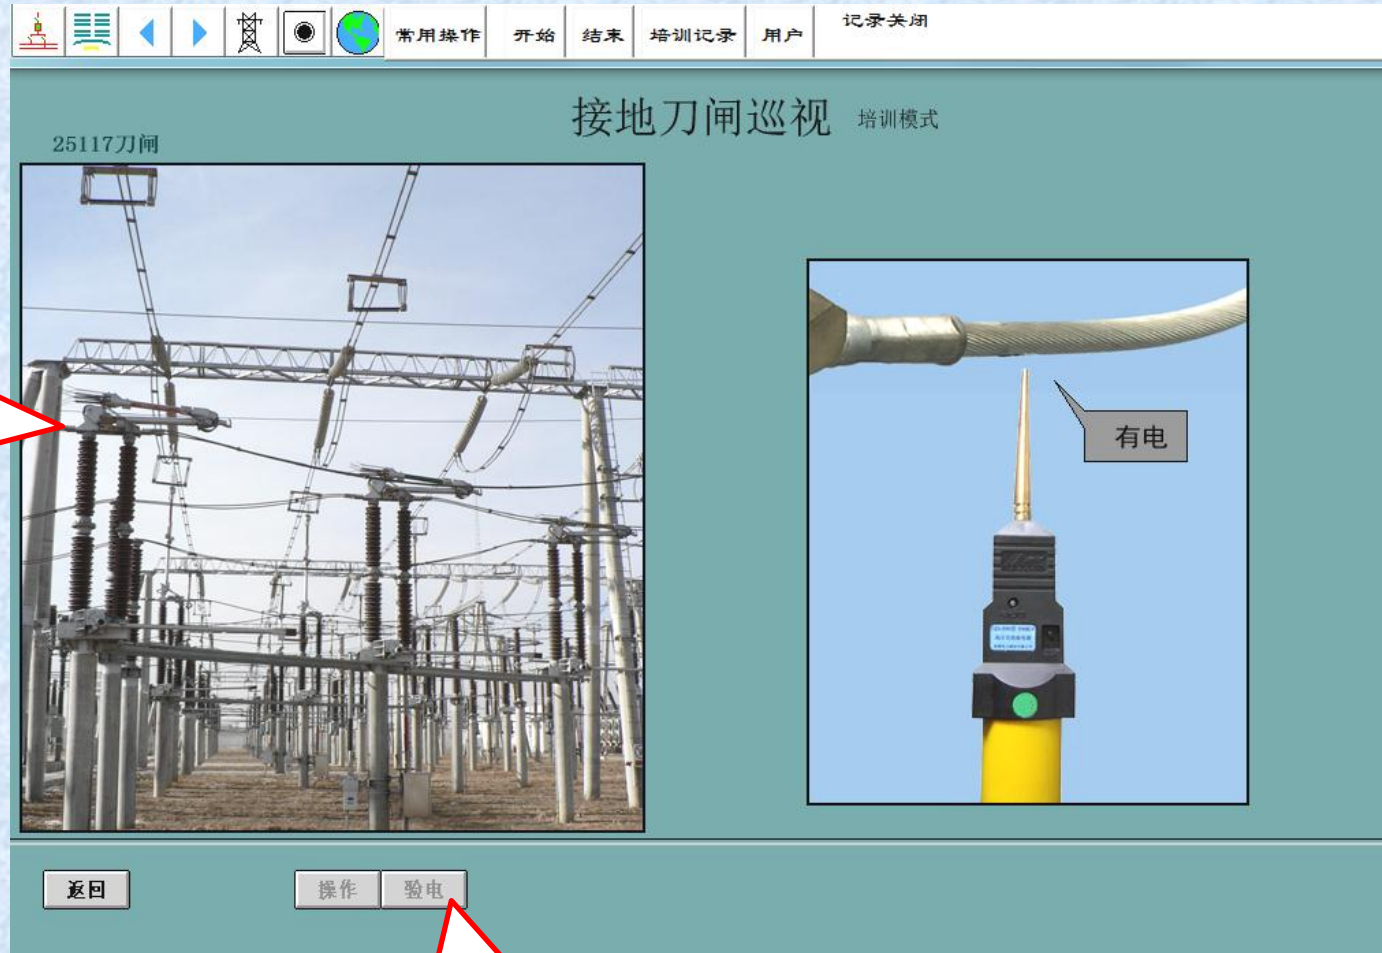 常用操作 开始 结束 培训记录 用户 记录关闭
接地刀闸巡视 培训模式
25117刀闸
有电
返回 操作 验电